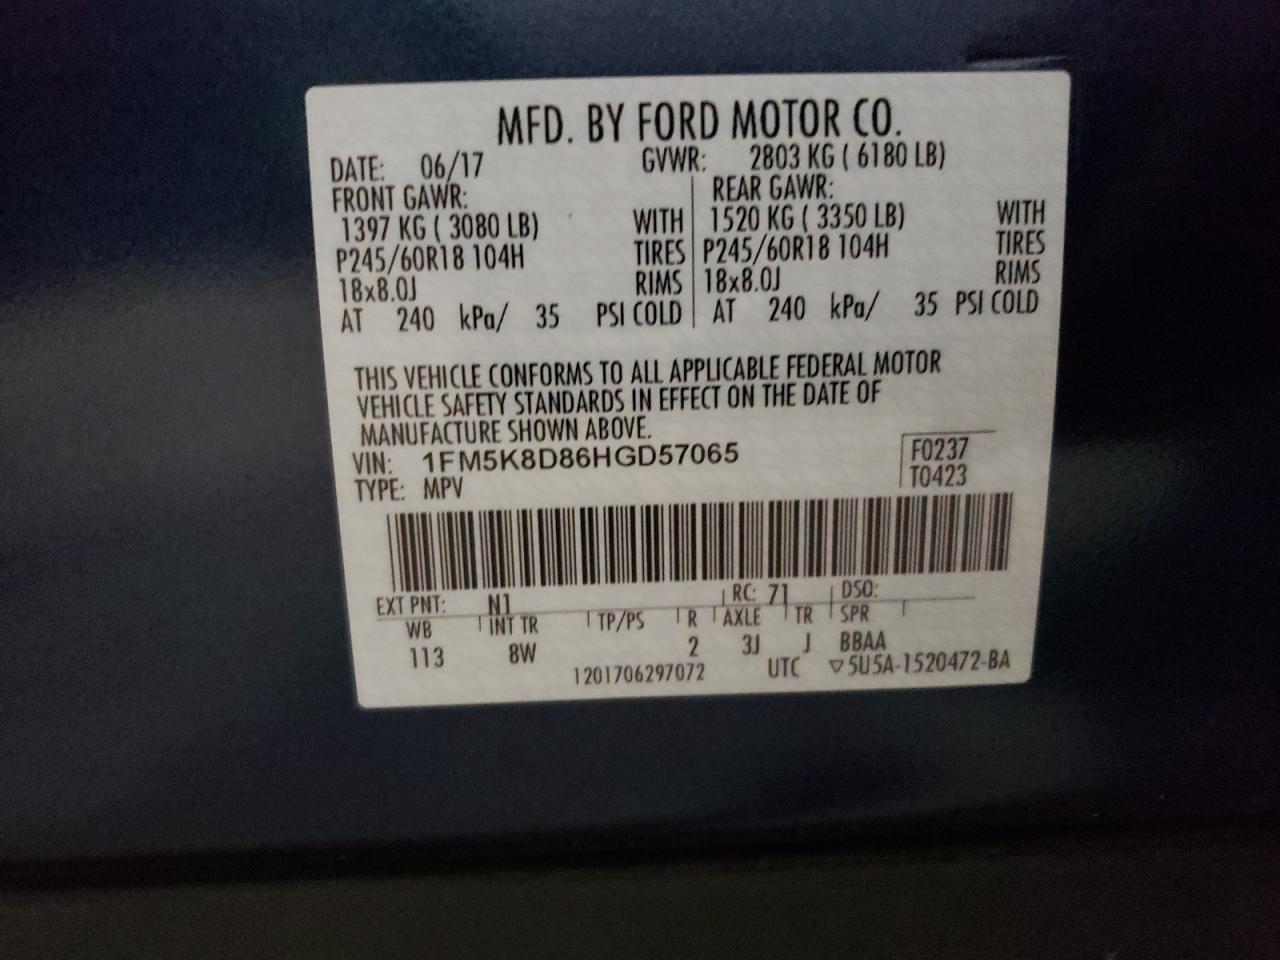 MFD. BY FORD MOTOR CO.
DATE: 06/17 GVWR: 2803 KG ( 6180 LB)
FRONT GAWR: REAR GAWR:
1397 KG ( 3080 LB) WITH 1520 KG ( 3350 LB) WITH
P245/60R18 104H TIRES P245/60R18 104H TIRES
18x8.0J RIMS 18x8.0J RIMS
AT 240 kPa/ 35 PSI COLD AT 240 kPa/ 35 PSI COLD
THIS VEHICLE CONFORMS TO ALL APPLICABLE FEDERAL MOTOR
VEHICLE SAFETY STANDARDS IN EFFECT ON THE DATE OF
MANUFACTURE SHOWN ABOVE.
VIN: 1FM5K8D86HGD57065 F0237
TYPE: MPV T0423
EXT PNT: N1 RC: 71 DSO:
WB INT TR TP/PS R AXLE TR SPR
113 8W 2 3J J BBAA
1201706297072 UTC ▽5U5A-1520472-BA